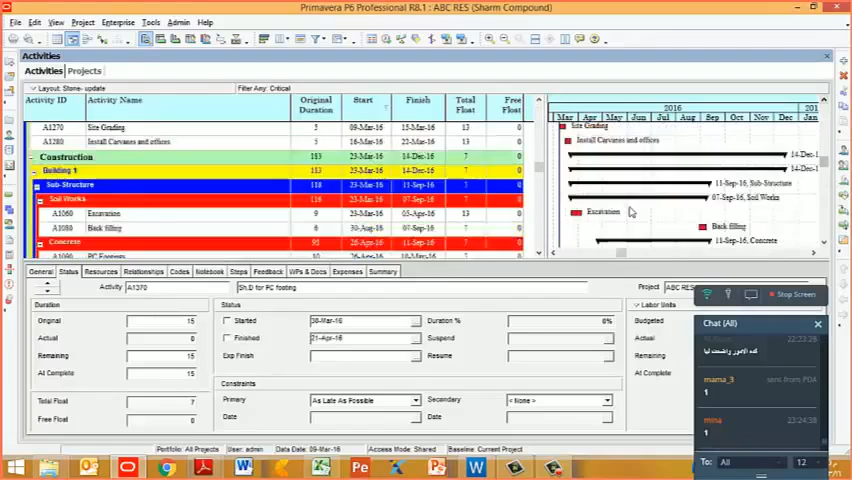 Primavera P6 Professional R8.1 : ABC RES (Sharm Compound)
File Edit View Project Enterprise Tools Admin Help
Activities
Activities Projects
Layout: Stone- update Filter Any: Critical
Activity ID Activity Name Original Duration Start Finish Total Float Free Float
2016
Mar Apr May Jun Jul Aug Sep Oct Nov Dec Jan
A1270 Site Grading 5 09-Mar-16 15-Mar-16 13 0 Site Grading
A1280 Install Carvanes and offices 5 16-Mar-16 22-Mar-16 13 0 Install Carvanes and offices
Construction 183 23-Mar-16 14-Dec-16 7 0 14-Dec-1
Building 1 183 23-Mar-16 14-Dec-16 7 0 14-Dec-1
Sub-Structure 118 23-Mar-16 11-Sep-16 7 0 11-Sep-16, Sub-Structure
Soil Works 116 23-Mar-16 07-Sep-16 7 0 07-Sep-16, Soil Works
A1060 Excavation 9 23-Mar-16 05-Apr-16 13 0 Excavation
A1080 Back filling 6 30-Aug-16 07-Sep-16 7 0 Back filling
Concrete 95 26-Apr-16 11-Sep-16 7 0 11-Sep-16, Concrete
General Status Resources Relationships Codes Notebook Steps Feedback WPs & Docs Expenses Summary
Activity A1370 Sh.D for PC footing Project ABC RES
Duration Status Labor Units
Original 15 Started 30-Mar-16 Duration % 0% Budgeted
Actual 0 Finished 21-Apr-16 Suspend Actual
Remaining 15 Exp Finish Resume Remaining
At Complete 15 Constraints At Complete
Total Float 7 Primary As Late As Possible Secondary < None >
Free Float 0 Date Date
Stop Screen
Chat (All)
22:23:38
كده الامور واضحت ليا
mama_3 sent from PDA
1
mina 22:24:38
1
To: All 12
Portfolio: All Projects User: admin Data Date: 09-Mar-16 Access Mode: Shared Baseline: Current Project